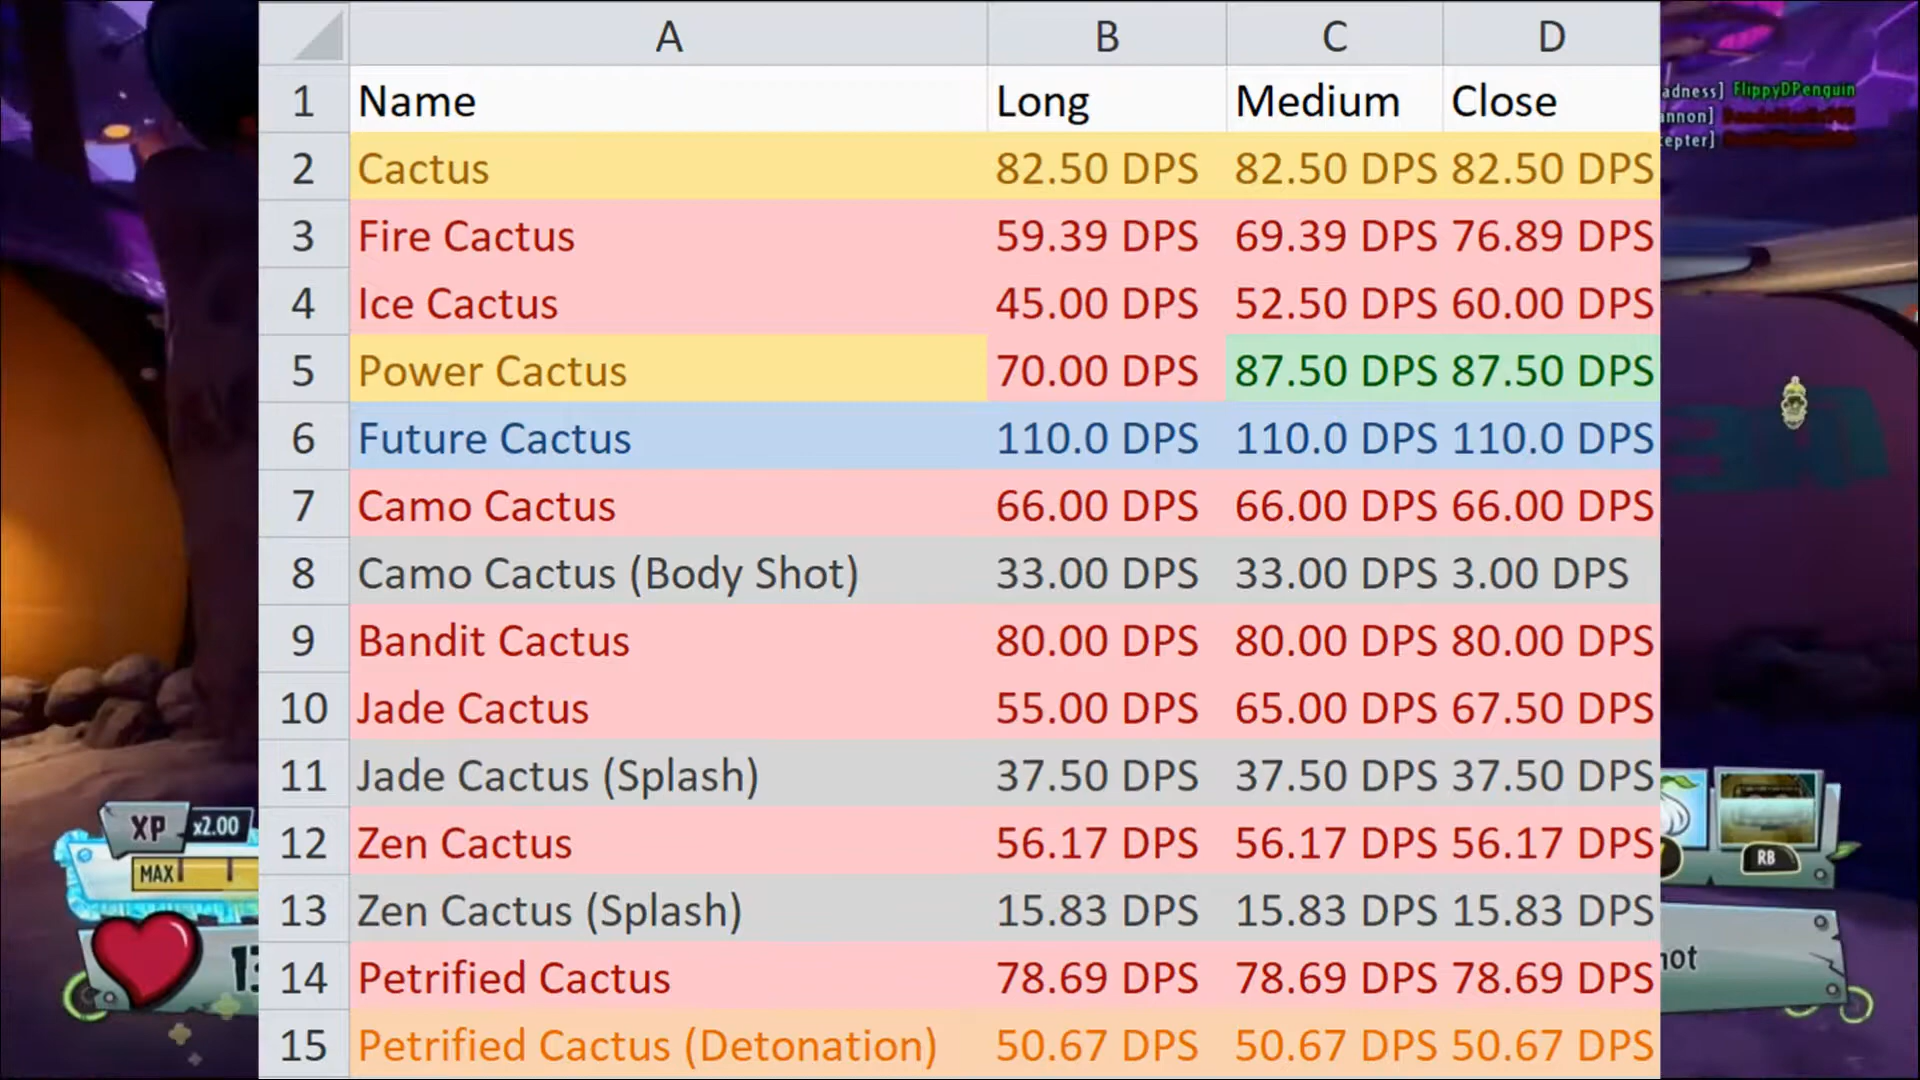 A B C D
1 Name Long Medium Close
2 Cactus 82.50 DPS 82.50 DPS 82.50 DPS
3 Fire Cactus 59.39 DPS 69.39 DPS 76.89 DPS
4 Ice Cactus 45.00 DPS 52.50 DPS 60.00 DPS
5 Power Cactus 70.00 DPS 87.50 DPS 87.50 DPS
6 Future Cactus 110.0 DPS 110.0 DPS 110.0 DPS
7 Camo Cactus 66.00 DPS 66.00 DPS 66.00 DPS
8 Camo Cactus (Body Shot) 33.00 DPS 33.00 DPS 3.00 DPS
9 Bandit Cactus 80.00 DPS 80.00 DPS 80.00 DPS
10 Jade Cactus 55.00 DPS 65.00 DPS 67.50 DPS
11 Jade Cactus (Splash) 37.50 DPS 37.50 DPS 37.50 DPS
12 Zen Cactus 56.17 DPS 56.17 DPS 56.17 DPS
13 Zen Cactus (Splash) 15.83 DPS 15.83 DPS 15.83 DPS
14 Petrified Cactus 78.69 DPS 78.69 DPS 78.69 DPS
15 Petrified Cactus (Detonation) 50.67 DPS 50.67 DPS 50.67 DPS
adness] FlippyDPenguin
annon]
cepter]
XP x2.00
MAX
13
RB
hot